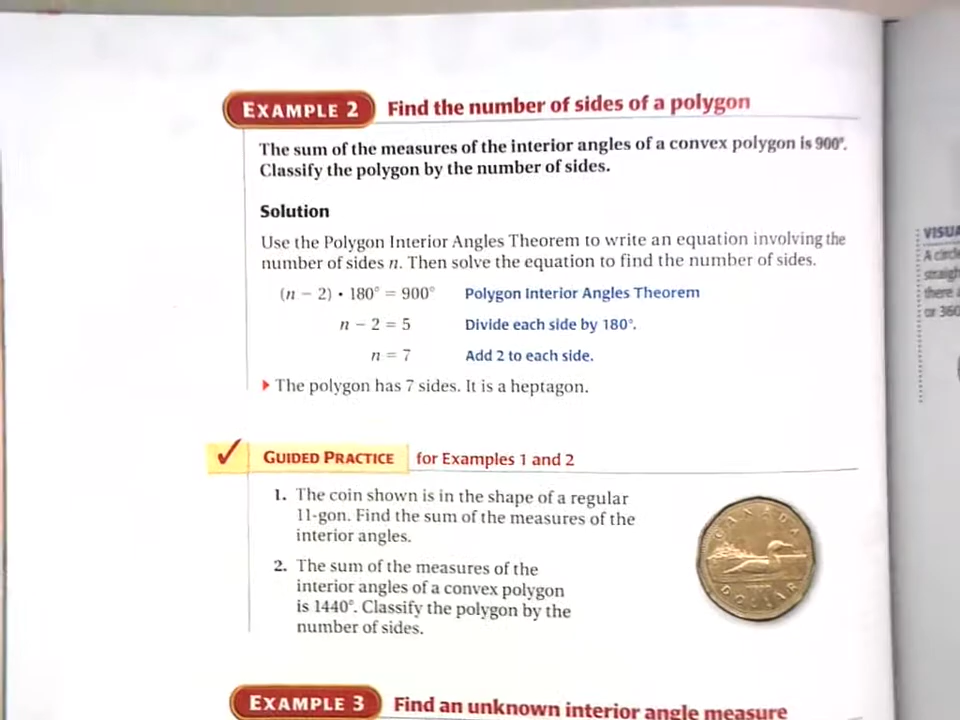 EXAMPLE 2 Find the number of sides of a polygon
The sum of the measures of the interior angles of a convex polygon is 900°.
Classify the polygon by the number of sides.
Solution
Use the Polygon Interior Angles Theorem to write an equation involving the
number of sides n. Then solve the equation to find the number of sides.
(n − 2) • 180° = 900° Polygon Interior Angles Theorem
n − 2 = 5 Divide each side by 180°.
n = 7 Add 2 to each side.
The polygon has 7 sides. It is a heptagon.
✓ GUIDED PRACTICE for Examples 1 and 2
1. The coin shown is in the shape of a regular
11-gon. Find the sum of the measures of the
interior angles.
2. The sum of the measures of the
interior angles of a convex polygon
is 1440°. Classify the polygon by the
number of sides.
CANADA
DOLLAR
EXAMPLE 3 Find an unknown interior angle measure
VISUA
A circle
straigh
there a
or 360